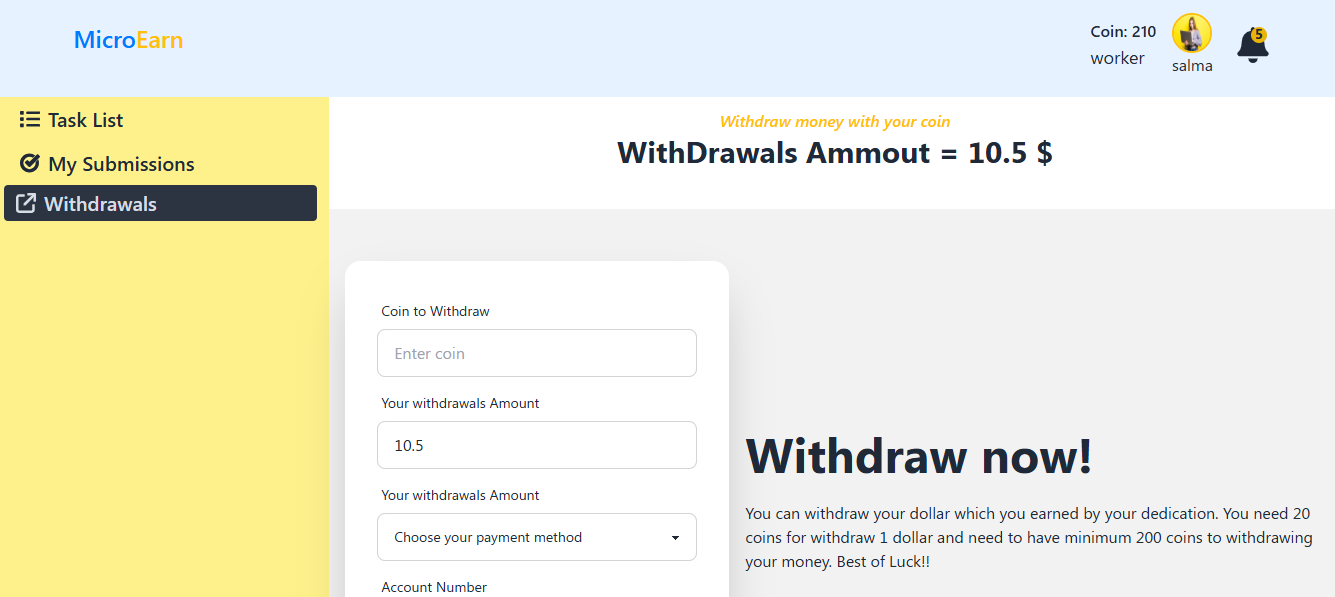 MicroEarn
Coin: 210
worker
salma
5
Task List
My Submissions
Withdrawals
Withdraw money with your coin
WithDrawals Ammout = 10.5 $
Coin to Withdraw
Enter coin
Your withdrawals Amount
10.5
Your withdrawals Amount
Choose your payment method
Account Number
Withdraw now!
You can withdraw your dollar which you earned by your dedication. You need 20
coins for withdraw 1 dollar and need to have minimum 200 coins to withdrawing
your money. Best of Luck!!